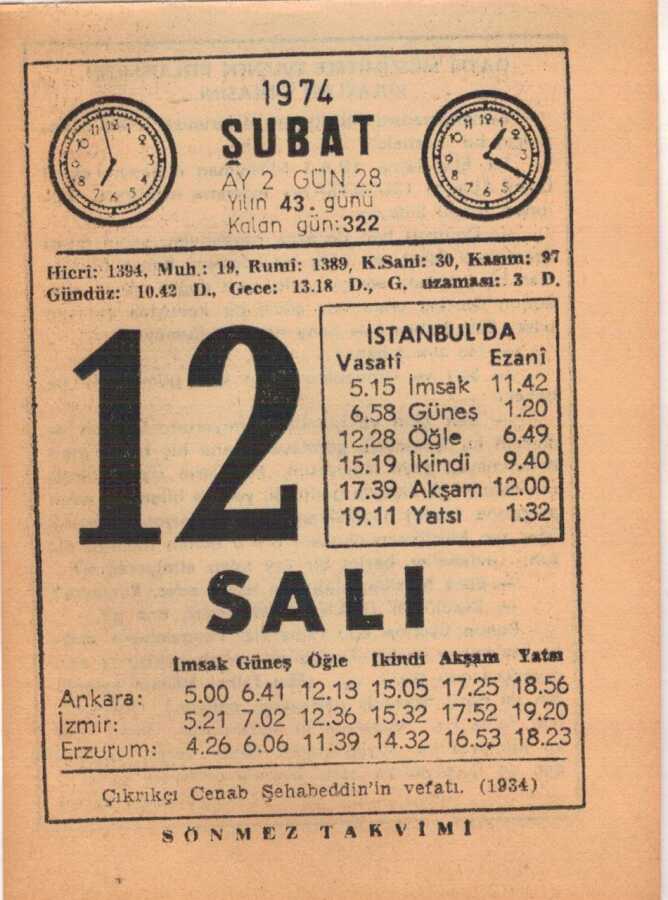 1974
ŞUBAT
AY 2 GÜN 28
Yılın 43. günü
Kalan gün:322
Hicri: 1394, Muh.: 19, Rumî: 1389, K.Sani: 30, Kasım: 97
Gündüz: 10.42 D., Gece: 13.18 D., G. uzaması: 3 D.
12
İSTANBUL'DA
Vasatî Ezanî
5.15 İmsak 11.42
6.58 Güneş 1.20
12.28 Öğle 6.49
15.19 İkindi 9.40
17.39 Akşam 12.00
19.11 Yatsı 1.32
SALI
İmsak Güneş Öğle İkindi Akşam Yatsı
Ankara: 5.00 6.41 12.13 15.05 17.25 18.56
İzmir: 5.21 7.02 12.36 15.32 17.52 19.20
Erzurum: 4.26 6.06 11.39 14.32 16.53 18.23
Çıkrıkçı Cenab Şehabeddin'in vefatı. (1934)
SÖNMEZ TAKVİMİ